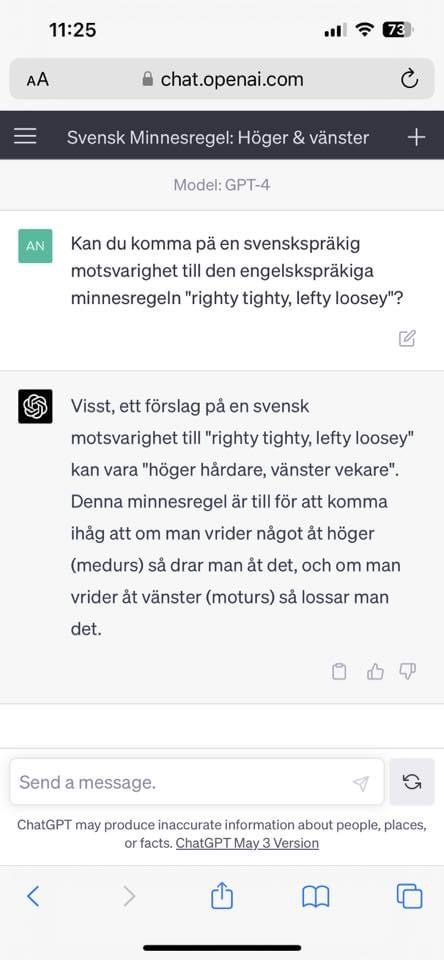 11:25
73
AA
chat.openai.com
Svensk Minnesregel: Höger & vänster
Model: GPT-4
AN
Kan du komma pä en svenskspråkig
motsvarighet till den engelskspråkiga
minnesregeln "righty tighty, lefty loosey"?
Visst, ett förslag på en svensk
motsvarighet till "righty tighty, lefty loosey"
kan vara "höger hårdare, vänster vekare".
Denna minnesregel är till för att komma
ihåg att om man vrider något åt höger
(medurs) så drar man åt det, och om man
vrider åt vänster (moturs) så lossar man
det.
Send a message.
ChatGPT may produce inaccurate information about people, places,
or facts. ChatGPT May 3 Version